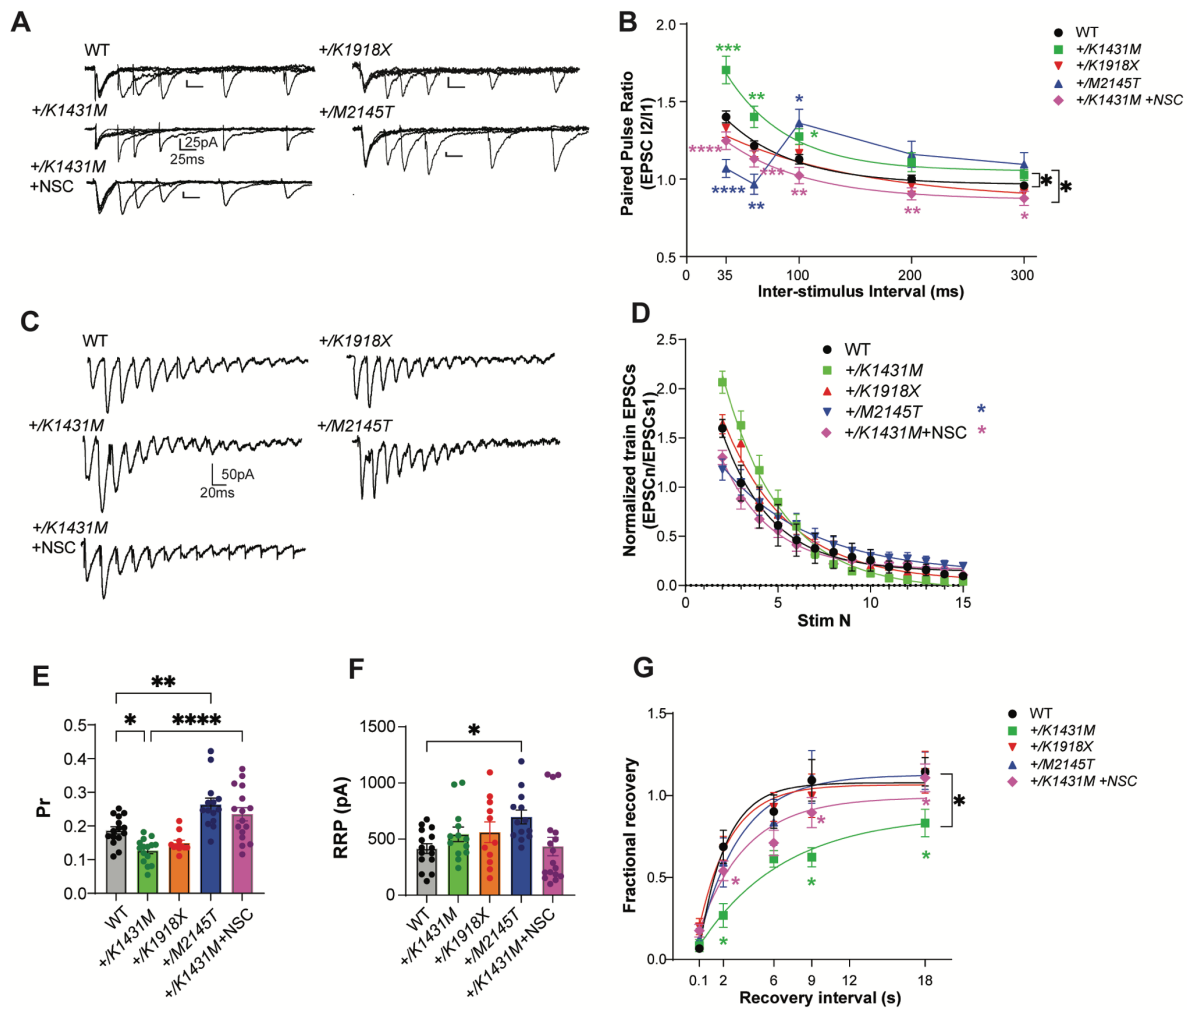 A
WT
+/K1918X
+/K1431M
25pA
25ms
+/M2145T
+/K1431M
+NSC
B
Paired Pulse Ratio
(EPSC I2/I1)
2.0
1.5
1.0
0.5
0
35
100
200
300
Inter-stimulus Interval (ms)
WT
+/K1431M
+/K1918X
+/M2145T
+/K1431M +NSC
***
**
*
*
****
****
**
***
**
**
*
*
*
C
WT
+/K1918X
+/K1431M
50pA
20ms
+/M2145T
+/K1431M
+NSC
D
Normalized train EPSCs
(EPSCn/EPSCs1)
2.5
2.0
1.5
1.0
0.5
0.0
0
5
10
15
Stim N
WT
+/K1431M
+/K1918X
+/M2145T *
+/K1431M+NSC *
E
Pr
0.5
0.4
0.3
0.2
0.1
0.0
**
*
****
WT
+/K1431M
+/K1918X
+/M2145T
+/K1431M+NSC
F
RRP (pA)
1500
1000
500
0
*
WT
+/K1431M
+/K1918X
+/M2145T
+/K1431M+NSC
G
Fractional recovery
1.5
1.0
0.5
0.0
0.1
2
6
9
12
18
Recovery interval (s)
WT
+/K1431M
+/K1918X
+/M2145T
+/K1431M +NSC
*
*
*
*
*
*
*